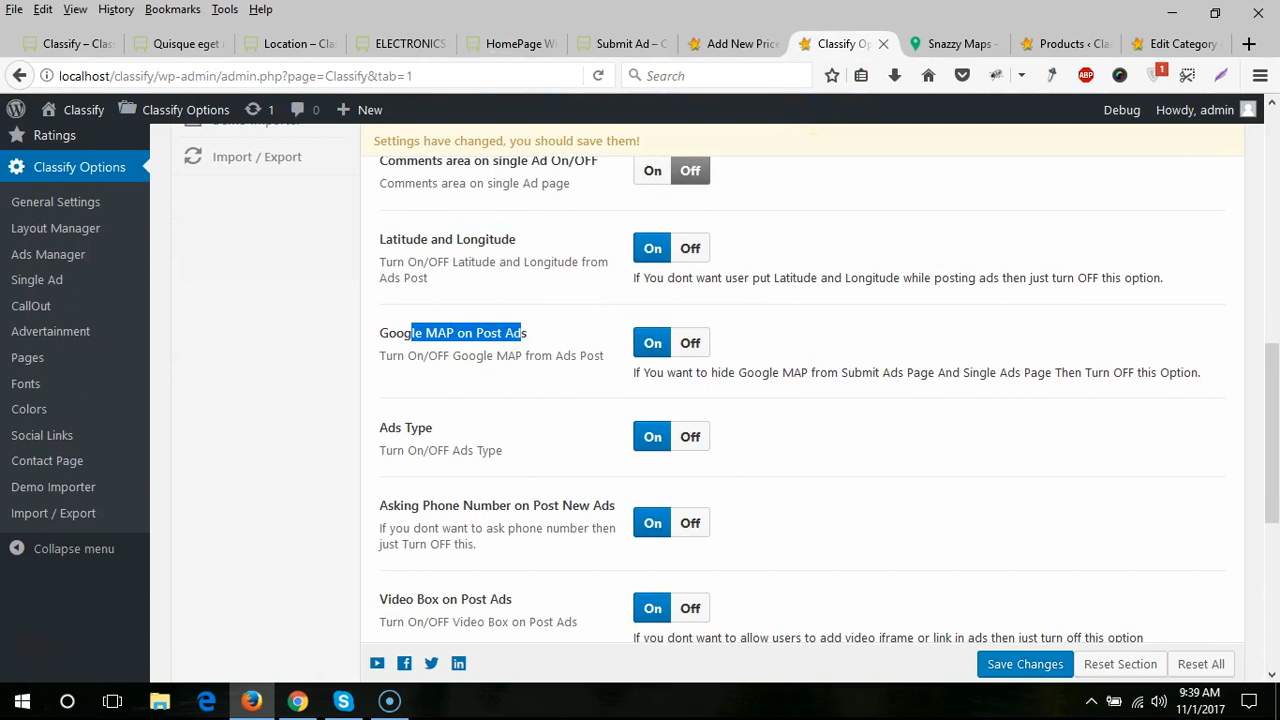 File Edit View History Bookmarks Tools Help
Classify – Clas
Quisque eget i
Location – Cla
ELECTRONICS
HomePage Wi
Submit Ad – C
Add New Price
Classify Op
Snazzy Maps -
Products ‹ Clas
Edit Category
localhost/classify/wp-admin/admin.php?page=Classify&tab=1
Search
ABP
1
Classify
Classify Options
1
0
New
Debug
Howdy, admin
Ratings
Classify Options
General Settings
Layout Manager
Ads Manager
Single Ad
CallOut
Advertainment
Pages
Fonts
Colors
Social Links
Contact Page
Demo Importer
Import / Export
Collapse menu
Demo Importer
Import / Export
Settings have changed, you should save them!
Comments area on single Ad On/OFF
Comments area on single Ad page
On Off
Latitude and Longitude
Turn On/OFF Latitude and Longitude from
Ads Post
On Off
If You dont want user put Latitude and Longitude while posting ads then just turn OFF this option.
Google MAP on Post Ads
Turn On/OFF Google MAP from Ads Post
On Off
If You want to hide Google MAP from Submit Ads Page And Single Ads Page Then Turn OFF this Option.
Ads Type
Turn On/OFF Ads Type
On Off
Asking Phone Number on Post New Ads
If you dont want to ask phone number then
just Turn OFF this.
On Off
Video Box on Post Ads
Turn On/OFF Video Box on Post Ads
On Off
If you dont want to allow users to add video iframe or link in ads then just turn off this option
Save Changes
Reset Section
Reset All
9:39 AM
11/1/2017